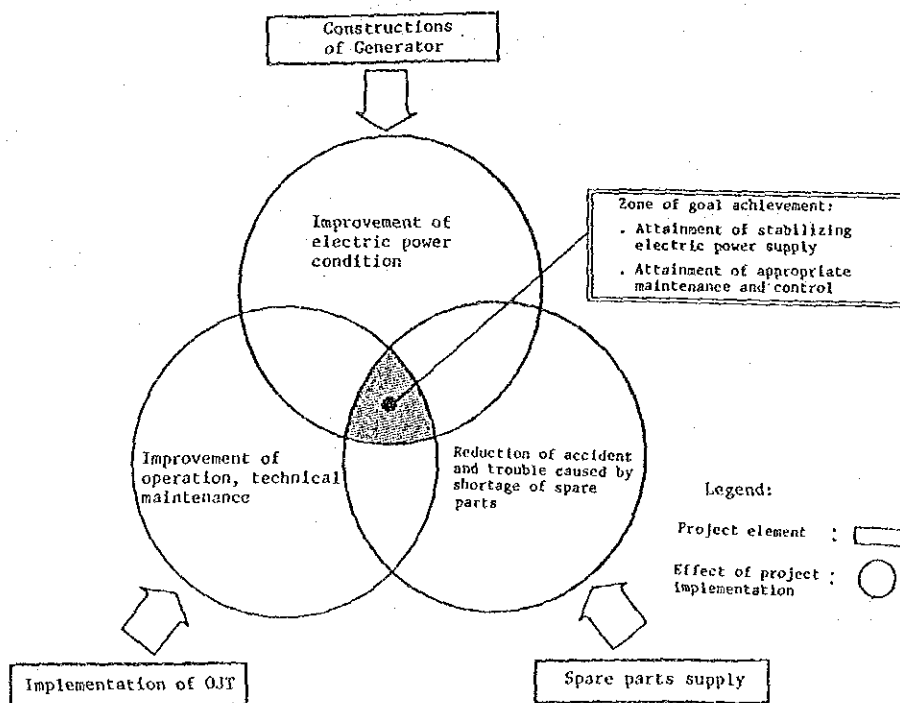 Constructions
of Generator
Improvement of
electric power
condition
Zone of goal achievement:
. Attainment of stabilizing
electric power supply
. Attainment of appropriate
maintenance and control
Improvement of
operation, technical
maintenance
Reduction of accident
and trouble caused by
shortage of spare
parts
Legend:
Project element :
Effect of project :
implementation
Implementation of OJT
Spare parts supply